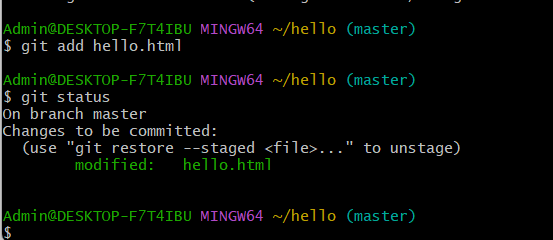 Admin@DESKTOP-F7T4IBU MINGW64 ~/hello (master)
$ git add hello.html
Admin@DESKTOP-F7T4IBU MINGW64 ~/hello (master)
$ git status
On branch master
Changes to be committed:
  (use "git restore --staged <file>..." to unstage)
        modified:   hello.html
Admin@DESKTOP-F7T4IBU MINGW64 ~/hello (master)
$